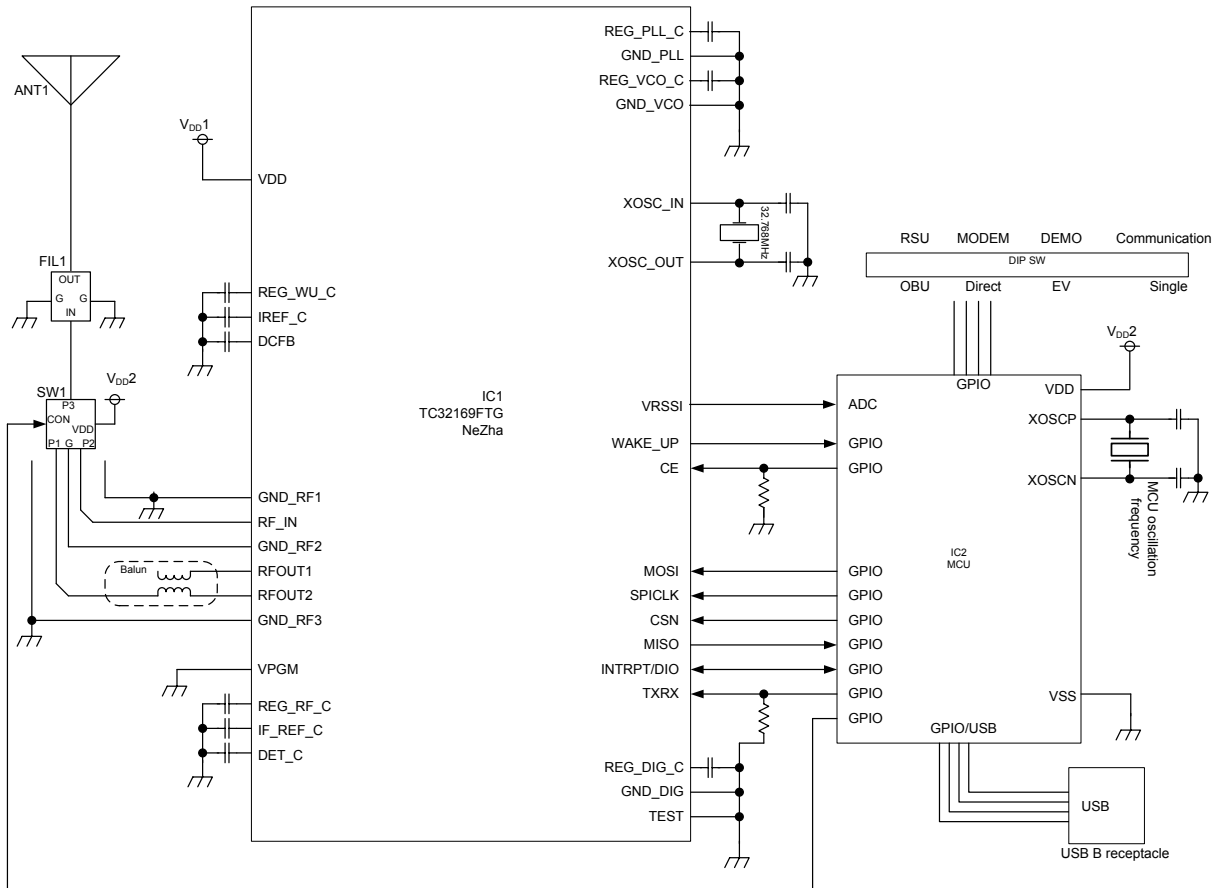 ANT1
V_DD1
VDD
FIL1
OUT
G G
IN
REG_WU_C
IREF_C
DCFB
SW1
V_DD2
P3
CON
VDD
P1 G P2
GND_RF1
RF_IN
GND_RF2
Balun
RFOUT1
RFOUT2
GND_RF3
VPGM
REG_RF_C
IF_REF_C
DET_C
IC1
TC32169FTG
NeZha
REG_PLL_C
GND_PLL
REG_VCO_C
GND_VCO
XOSC_IN
32.768MHz
XOSC_OUT
VRSSI
WAKE_UP
CE
MOSI
SPICLK
CSN
MISO
INTRPT/DIO
TXRX
REG_DIG_C
GND_DIG
TEST
RSU MODEM DEMO Communication
DIP SW
OBU Direct EV Single
V_DD2
GPIO
VDD
ADC
GPIO
GPIO
XOSCP
XOSCN
MCU oscillation
frequency
IC2
MCU
GPIO
GPIO
GPIO
GPIO
GPIO
GPIO
GPIO
VSS
GPIO/USB
USB
USB B receptacle